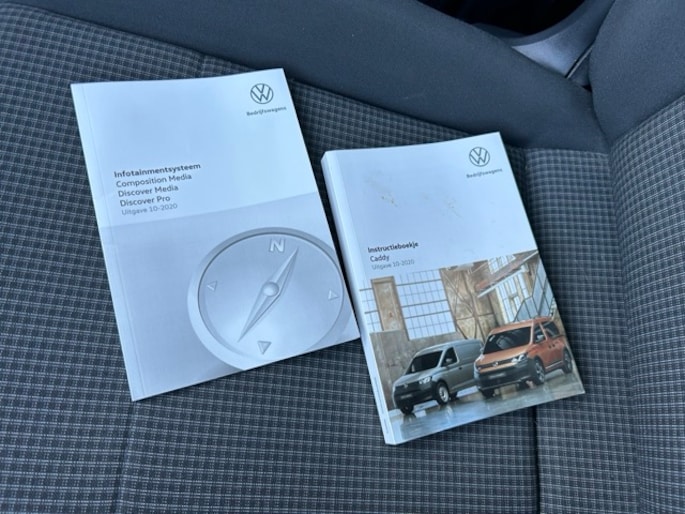 Bedrijfswagens
Infotainmentsysteem
Composition Media
Discover Media
Discover Pro
Uitgave 10-2020
N
Bedrijfswagens
Instructieboekje
Caddy
Uitgave 10-2020